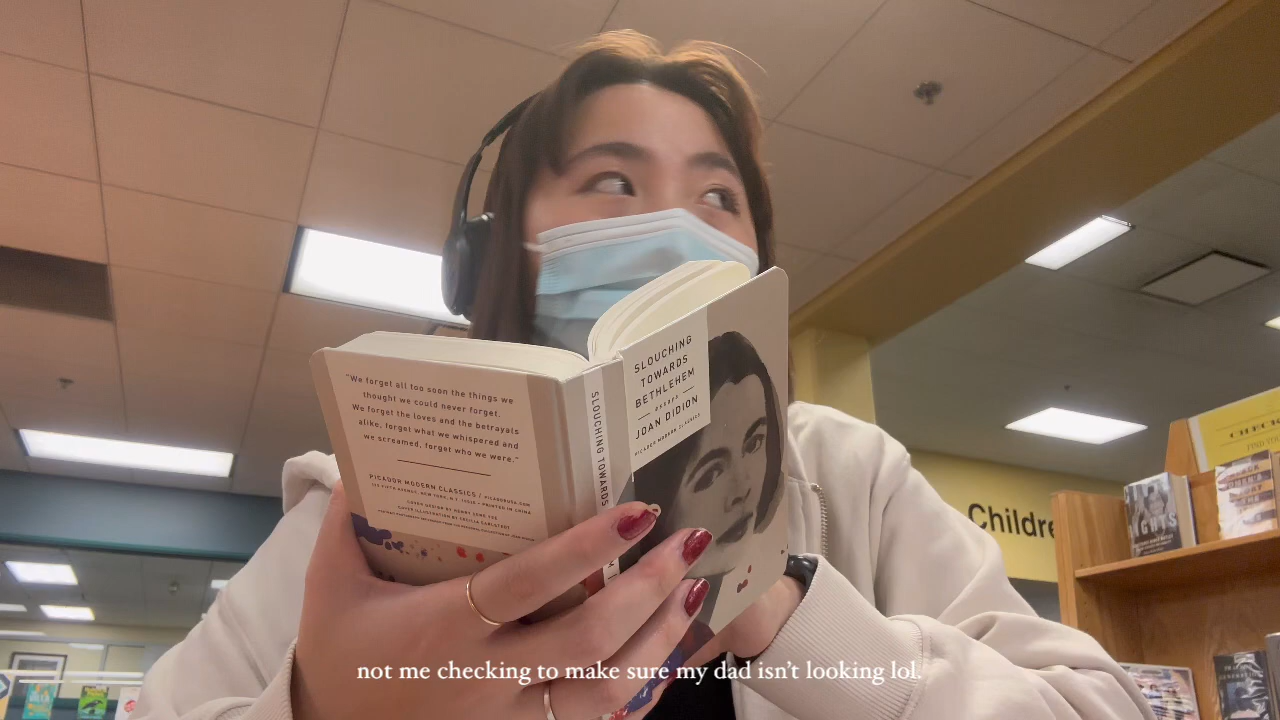 "We forget all too soon the things we
thought we could never forget.
We forget the loves and the betrayals
alike, forget what we whispered and
we screamed, forget who we were."
PICADOR MODERN CLASSICS / PICADORUSA.COM
SLOUCHING TOWARDS
SLOUCHING
TOWARDS
BETHLEHEM
essays
JOAN DIDION
PICADOR MODERN CLASSICS
Childre
not me checking to make sure my dad isn't looking lol.